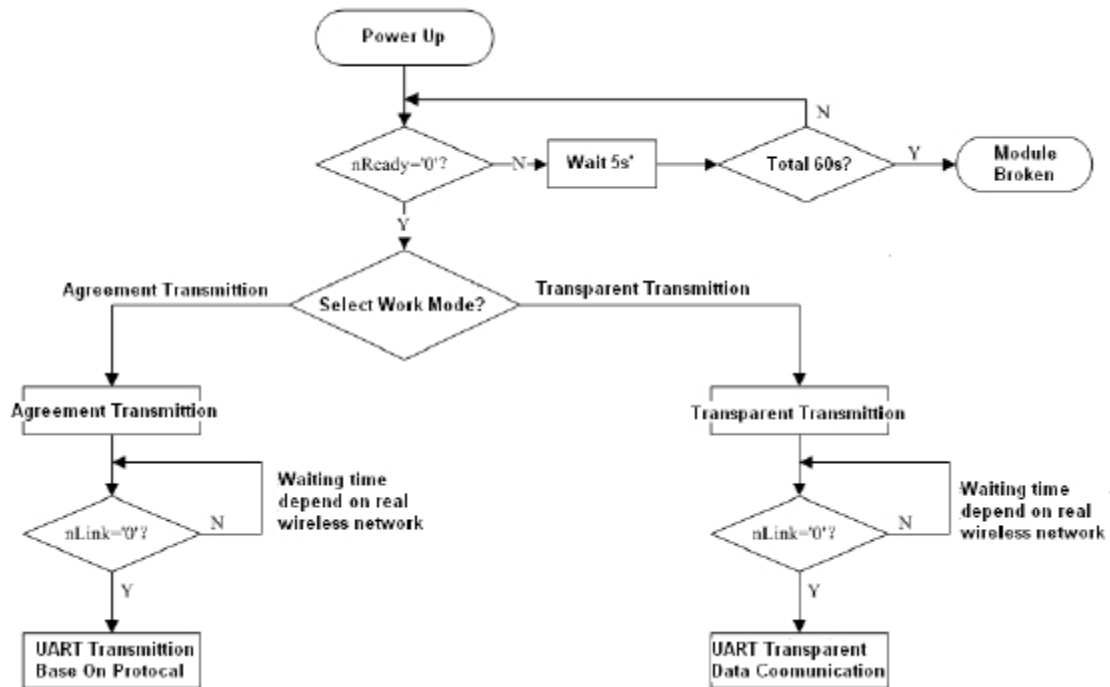 Power Up
N
nReady='0'?
N
Wait 5s'
Total 60s?
Y
Module
Broken
Y
Agreement Transmittion
Select Work Mode?
Transparent Transmittion
Agreement Transmittion
Transparent Transmittion
Waiting time
depend on real
wireless network
nLink='0'?
N
Y
UART Transmittion
Base On Protocal
Waiting time
depend on real
wireless network
nLink='0'?
N
Y
UART Transparent
Data Coomunication